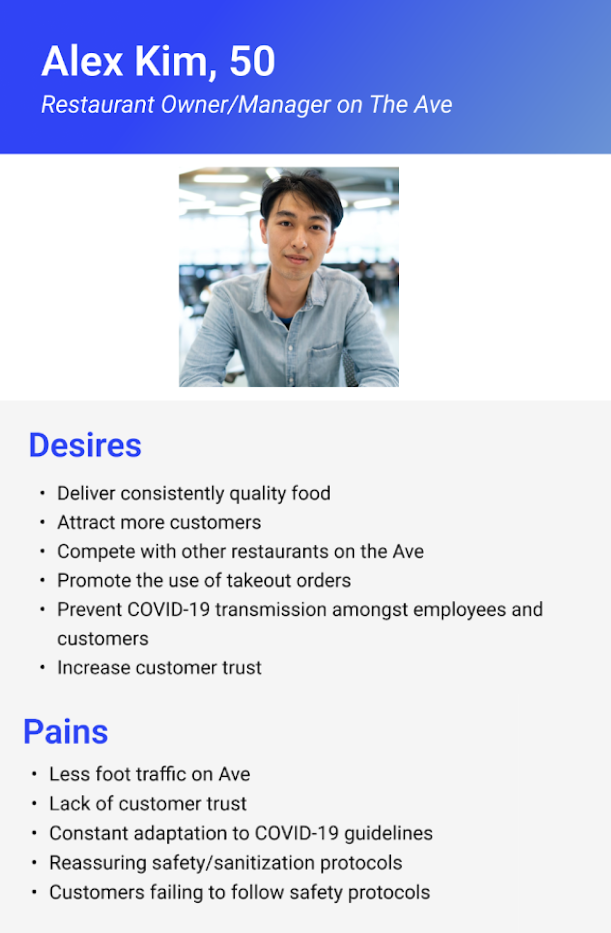 Alex Kim, 50
Restaurant Owner/Manager on The Ave
Desires
• Deliver consistently quality food
• Attract more customers
• Compete with other restaurants on the Ave
• Promote the use of takeout orders
• Prevent COVID-19 transmission amongst employees and
customers
• Increase customer trust
Pains
• Less foot traffic on Ave
• Lack of customer trust
• Constant adaptation to COVID-19 guidelines
• Reassuring safety/sanitization protocols
• Customers failing to follow safety protocols